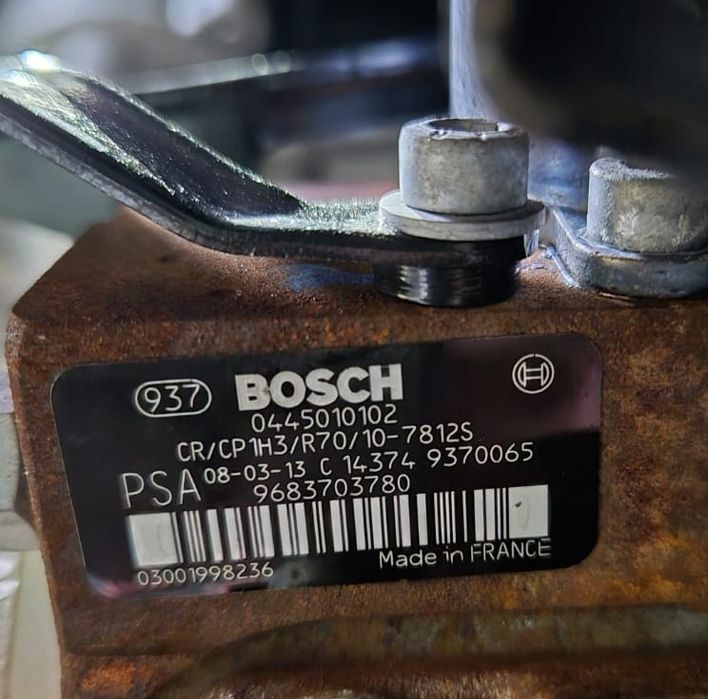 937 BOSCH
0445010102
CR/CP1H3/R70/10-7812S
PSA 08-03-13 C 14374 9370065
9683703780
03001998236 Made in FRANCE